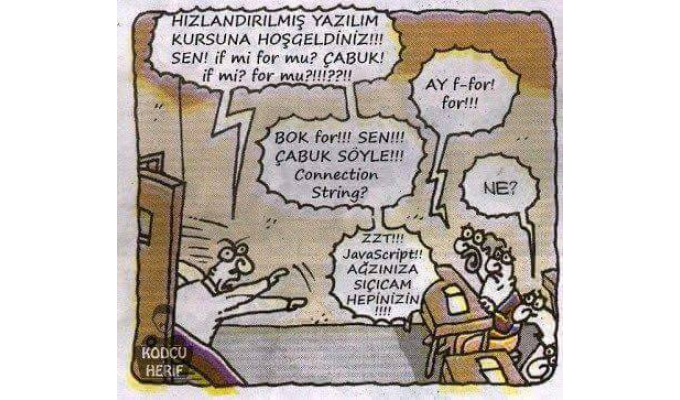 HIZLANDIRILMIŞ YAZILIM
KURSUNA HOŞGELDİNİZ!!!
SEN! if mi for mu? ÇABUK!
if mi? for mu?!!!??!!
AY f-for!
for!!!
BOK for!!! SEN!!!
ÇABUK SÖYLE!!!
Connection
String?
NE?
ZZT!!!
JavaScript!!
AĞZINIZA
SIÇICAM
HEPİNİZİN
!!!!
KODCU
HERİF